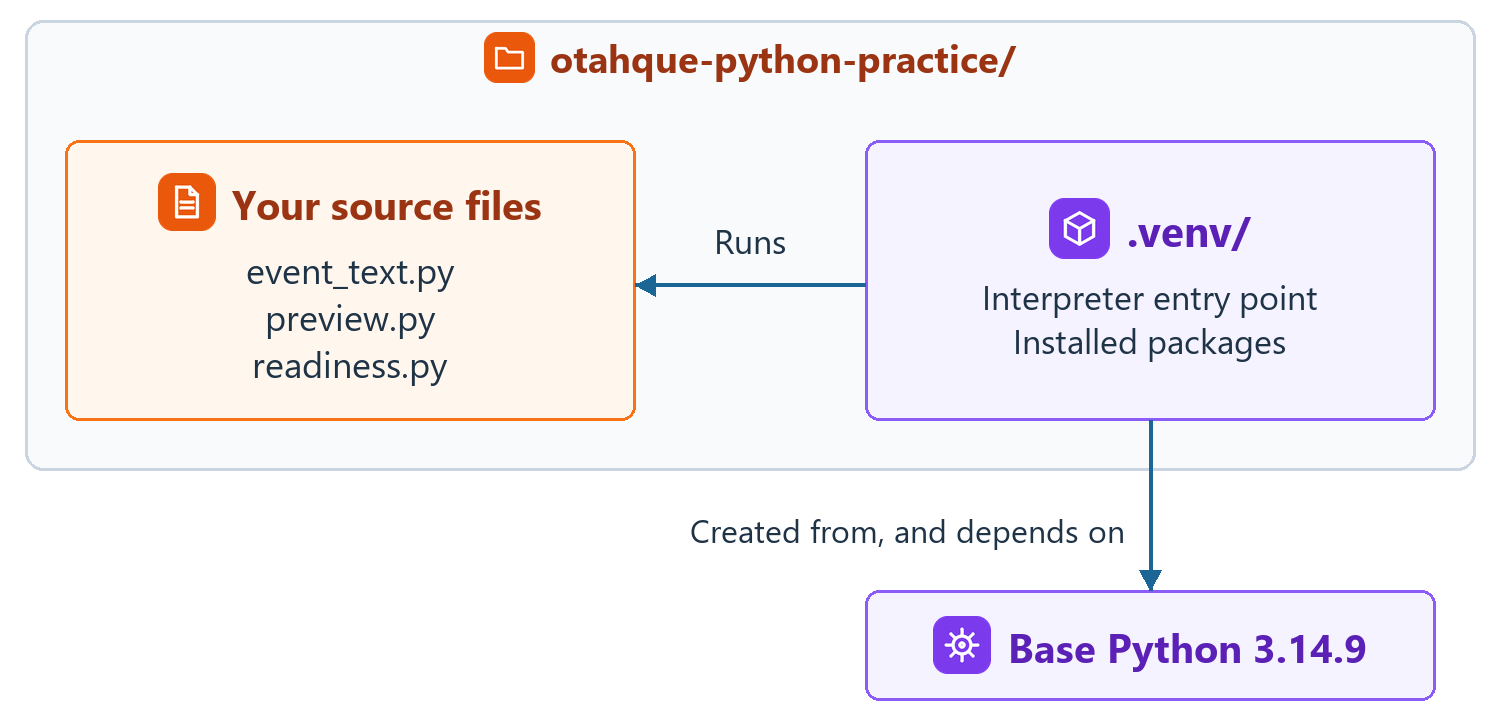 otahque-python-practice/
Your source files
event_text.py
preview.py
readiness.py
Runs
.venv/
Interpreter entry point
Installed packages
Created from, and depends on
Base Python 3.14.9